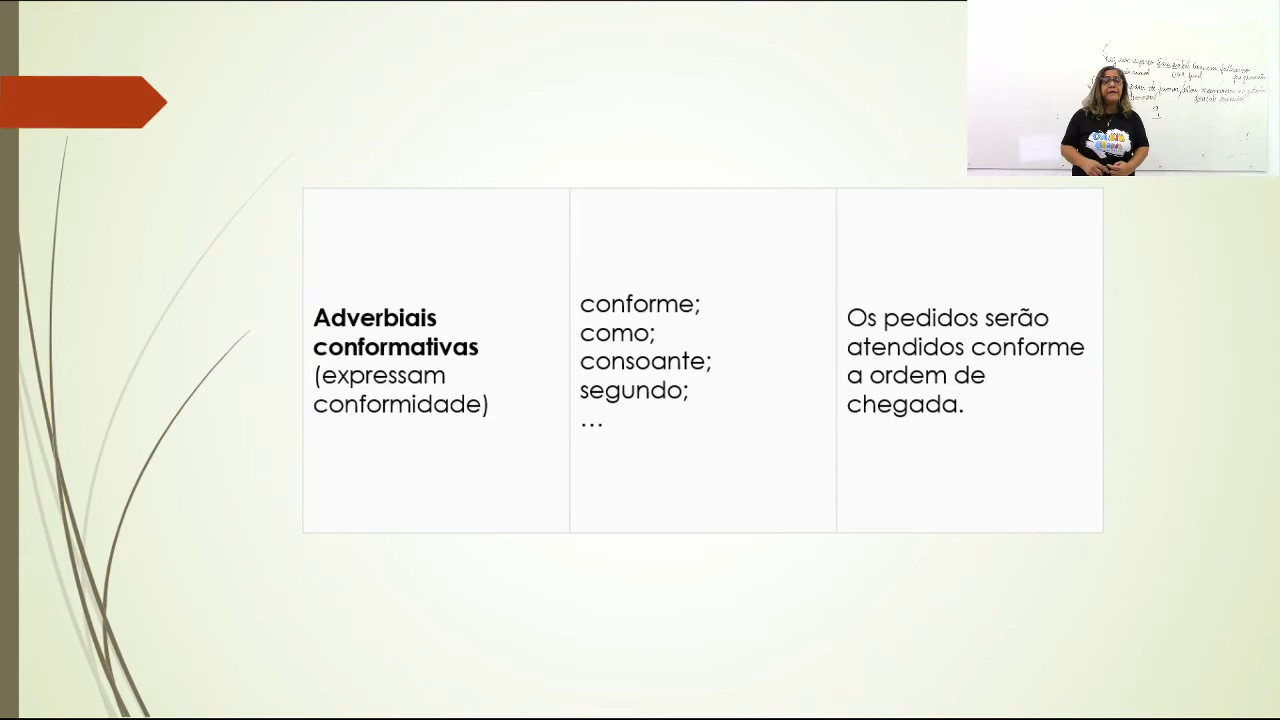 Adverbiais
conformativas
(expressam
conformidade)
conforme;
como;
consoante;
segundo;
…
Os pedidos serão
atendidos conforme
a ordem de
chegada.